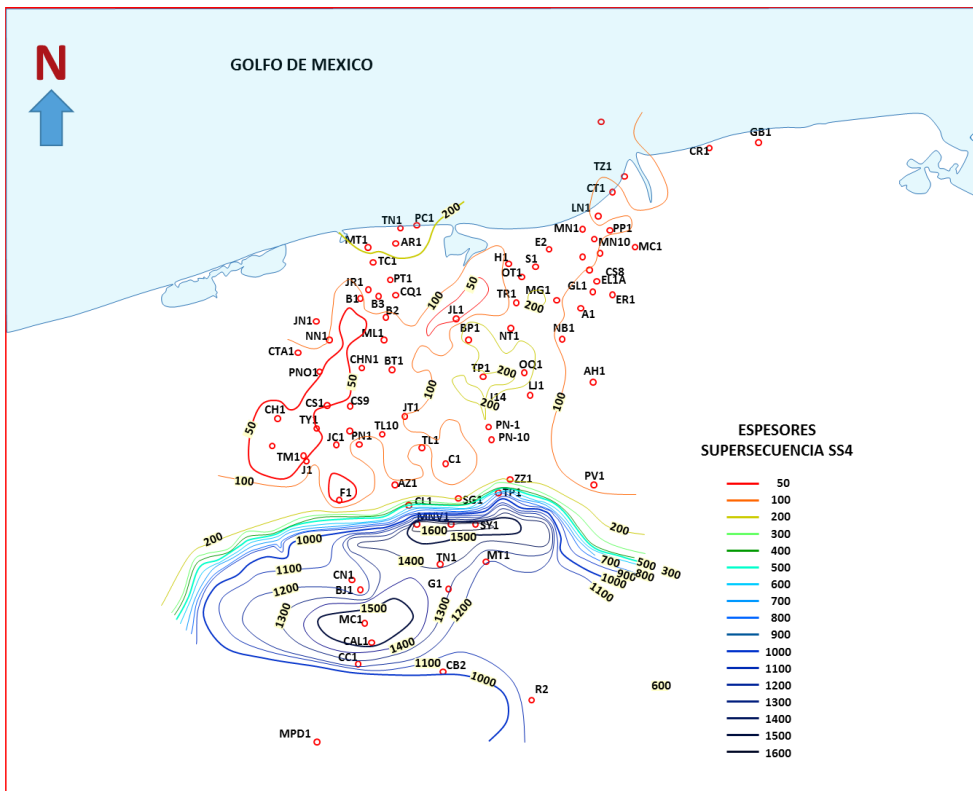 N
GOLFO DE MEXICO
GB1
CR1
TZ1
CT1
LN1
200
TN1
PC1
MN1
PP1
MT1
AR1
E2
MN10
MC1
TC1
H1
S1
CS8
OT1
EL1A
PT1
50
JR1
CQ1
MG1
GL1
ER1
B1
B3
100
TR1
200
B2
A1
JN1
JL1
NN1
ML1
BP1
NT1
NB1
CTA1
CHN1
BT1
PNO1
TP1
200
OQ1
AH1
50
100
LJ1
CS1
CS9
J14
200
100
CH1
JT1
50
TY1
TL10
PN-1
PN-10
JC1
PN1
TL1
TM1
C1
J1
100
AZ1
ZZ1
PV1
F1
SG1
TP1
CL1
MNV1
SY1
1600
1500
200
200
1000
1400
TN1
MT1
700
900
800
500
300
1000
1100
1100
CN1
1200
BJ1
G1
1300
1200
1300
1500
MC1
CAL1
1400
CC1
1100
CB2
1000
R2
600
MPD1
ESPESORES
SUPERSECUENCIA SS4
50
100
200
300
400
500
600
700
800
900
1000
1100
1200
1300
1400
1500
1600